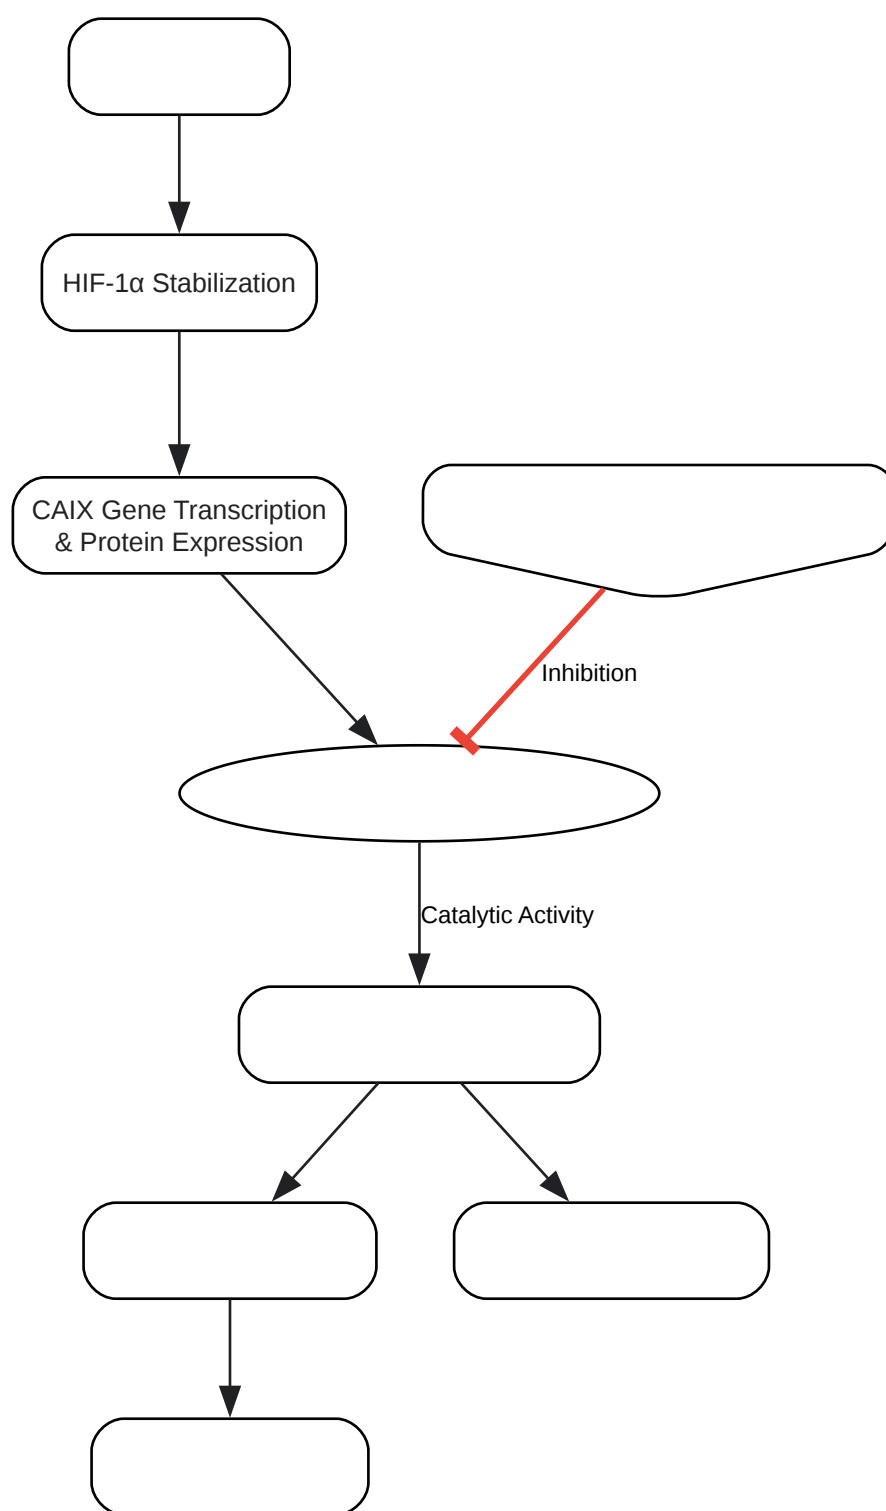 HIF-1α Stabilization
CAIX Gene Transcription
& Protein Expression
Inhibition
Catalytic Activity